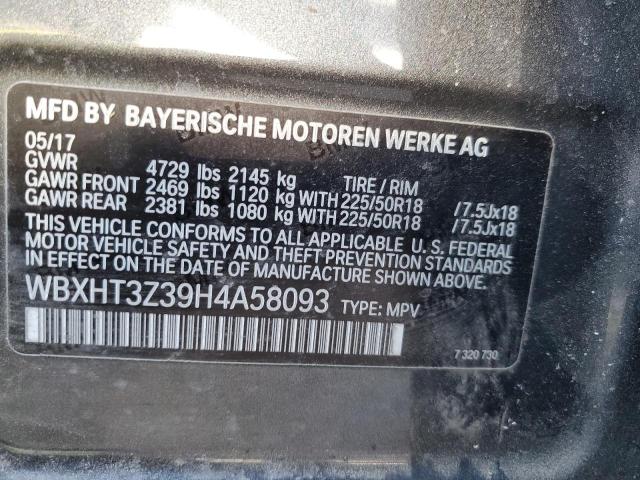 MFD BY BAYERISCHE MOTOREN WERKE AG
05/17
GVWR 4729 lbs 2145 kg TIRE / RIM
GAWR FRONT 2469 lbs 1120 kg WITH 225/50R18 /7.5Jx18
GAWR REAR 2381 lbs 1080 kg WITH 225/50R18 /7.5Jx18
THIS VEHICLE CONFORMS TO ALL APPLICABLE U. S. FEDERAL
MOTOR VEHICLE SAFETY AND THEFT PREVENTION STANDARDS
IN EFFECT ON THE DATE OF MANUFACTURE SHOWN ABOVE.
WBXHT3Z39H4A58093 TYPE: MPV
7 320 730